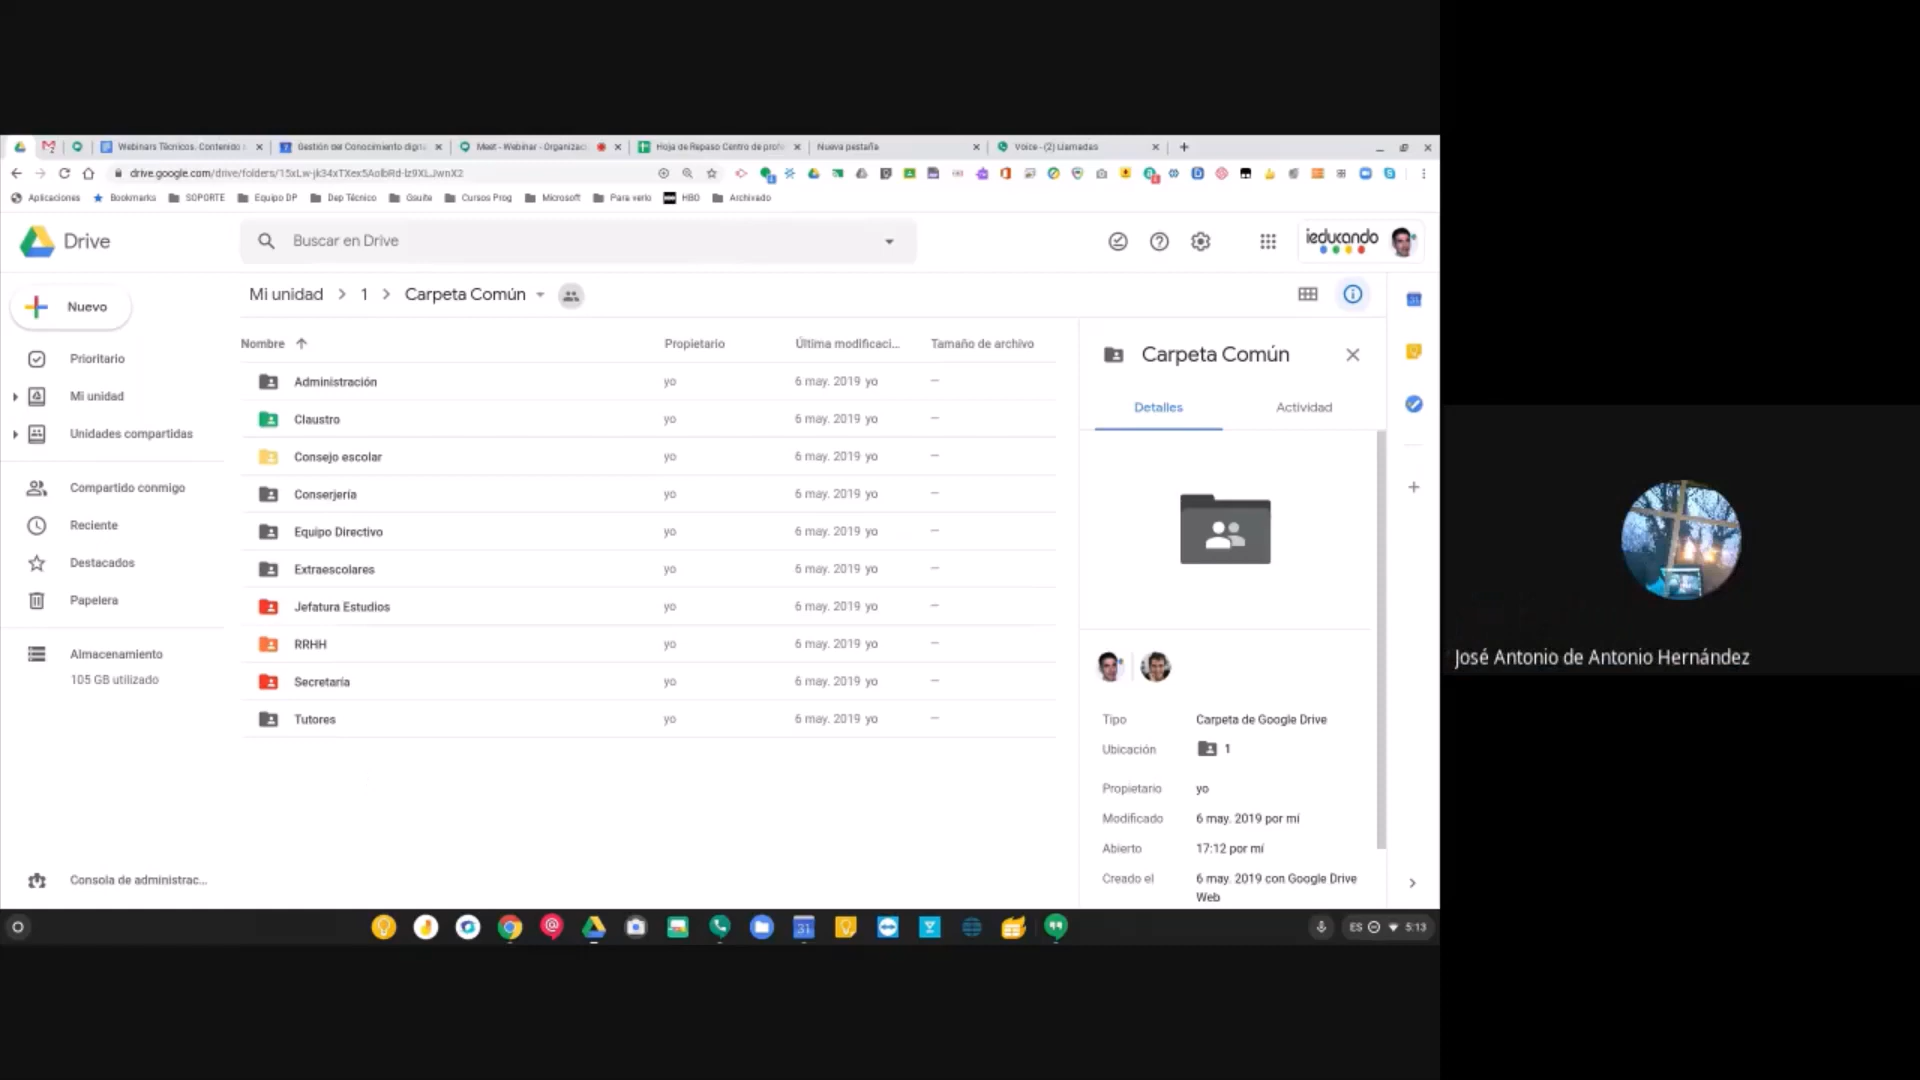 Webinars Técnicos. Contenido
Gestión del Conocimiento digita
Meet - Webinar - Organizac
Hoja de Repaso Centro de profe
Nueva pestaña
Voice - (2) Llamadas
drive.google.com/drive/folders/
Aplicaciones
Bookmarks
SOPORTE
Equipo DP
Dep Técnico
Gsuite
Cursos Prog
Microsoft
Para verlo
HBO
Archivado
Drive
Buscar en Drive
ieducando
Nuevo
Mi unidad > 1 > Carpeta Común
Nombre
Propietario
Última modificaci...
Tamaño de archivo
Prioritario
Mi unidad
Unidades compartidas
Compartido conmigo
Reciente
Destacados
Papelera
Almacenamiento
105 GB utilizado
Consola de administrac...
Administración yo 6 may. 2019 yo —
Claustro yo 6 may. 2019 yo —
Consejo escolar yo 6 may. 2019 yo —
Conserjería yo 6 may. 2019 yo —
Equipo Directivo yo 6 may. 2019 yo —
Extraescolares yo 6 may. 2019 yo —
Jefatura Estudios yo 6 may. 2019 yo —
RRHH yo 6 may. 2019 yo —
Secretaría yo 6 may. 2019 yo —
Tutores yo 6 may. 2019 yo —
Carpeta Común
Detalles
Actividad
Tipo Carpeta de Google Drive
Ubicación 1
Propietario yo
Modificado 6 may. 2019 por mí
Abierto 17:12 por mí
Creado el 6 may. 2019 con Google Drive
Web
ES 5:13
José Antonio de Antonio Hernández